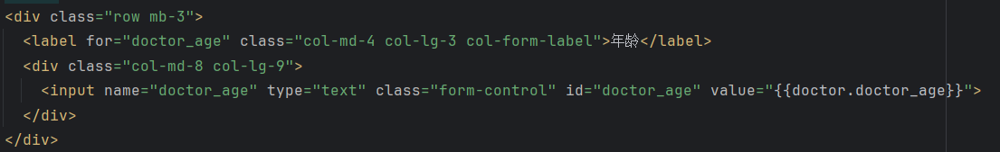 <div class="row mb-3">
  <label for="doctor_age" class="col-md-4 col-lg-3 col-form-label">年龄</label>
  <div class="col-md-8 col-lg-9">
    <input name="doctor_age" type="text" class="form-control" id="doctor_age" value="{{doctor.doctor_age}}">
  </div>
</div>